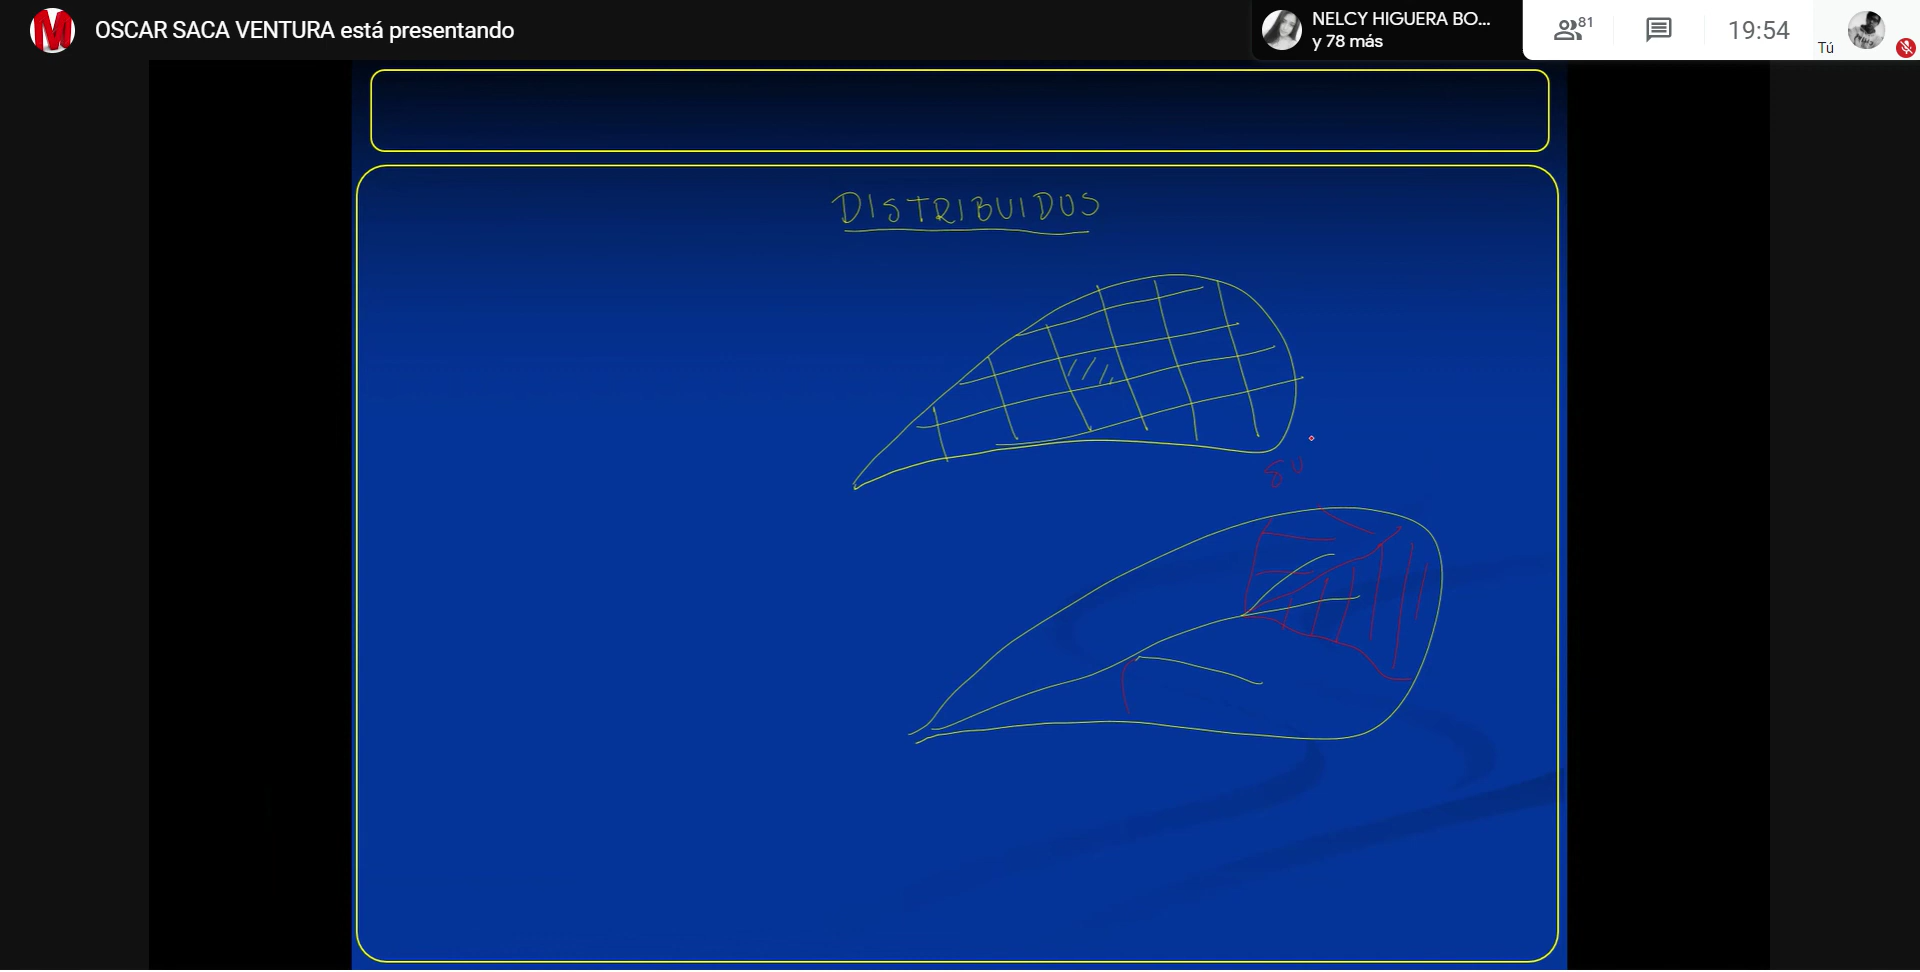 OSCAR SACA VENTURA está presentando
NELCY HIGUERA BO...
y 78 más
81
19:54
Tú
DISTRIBUIDOS